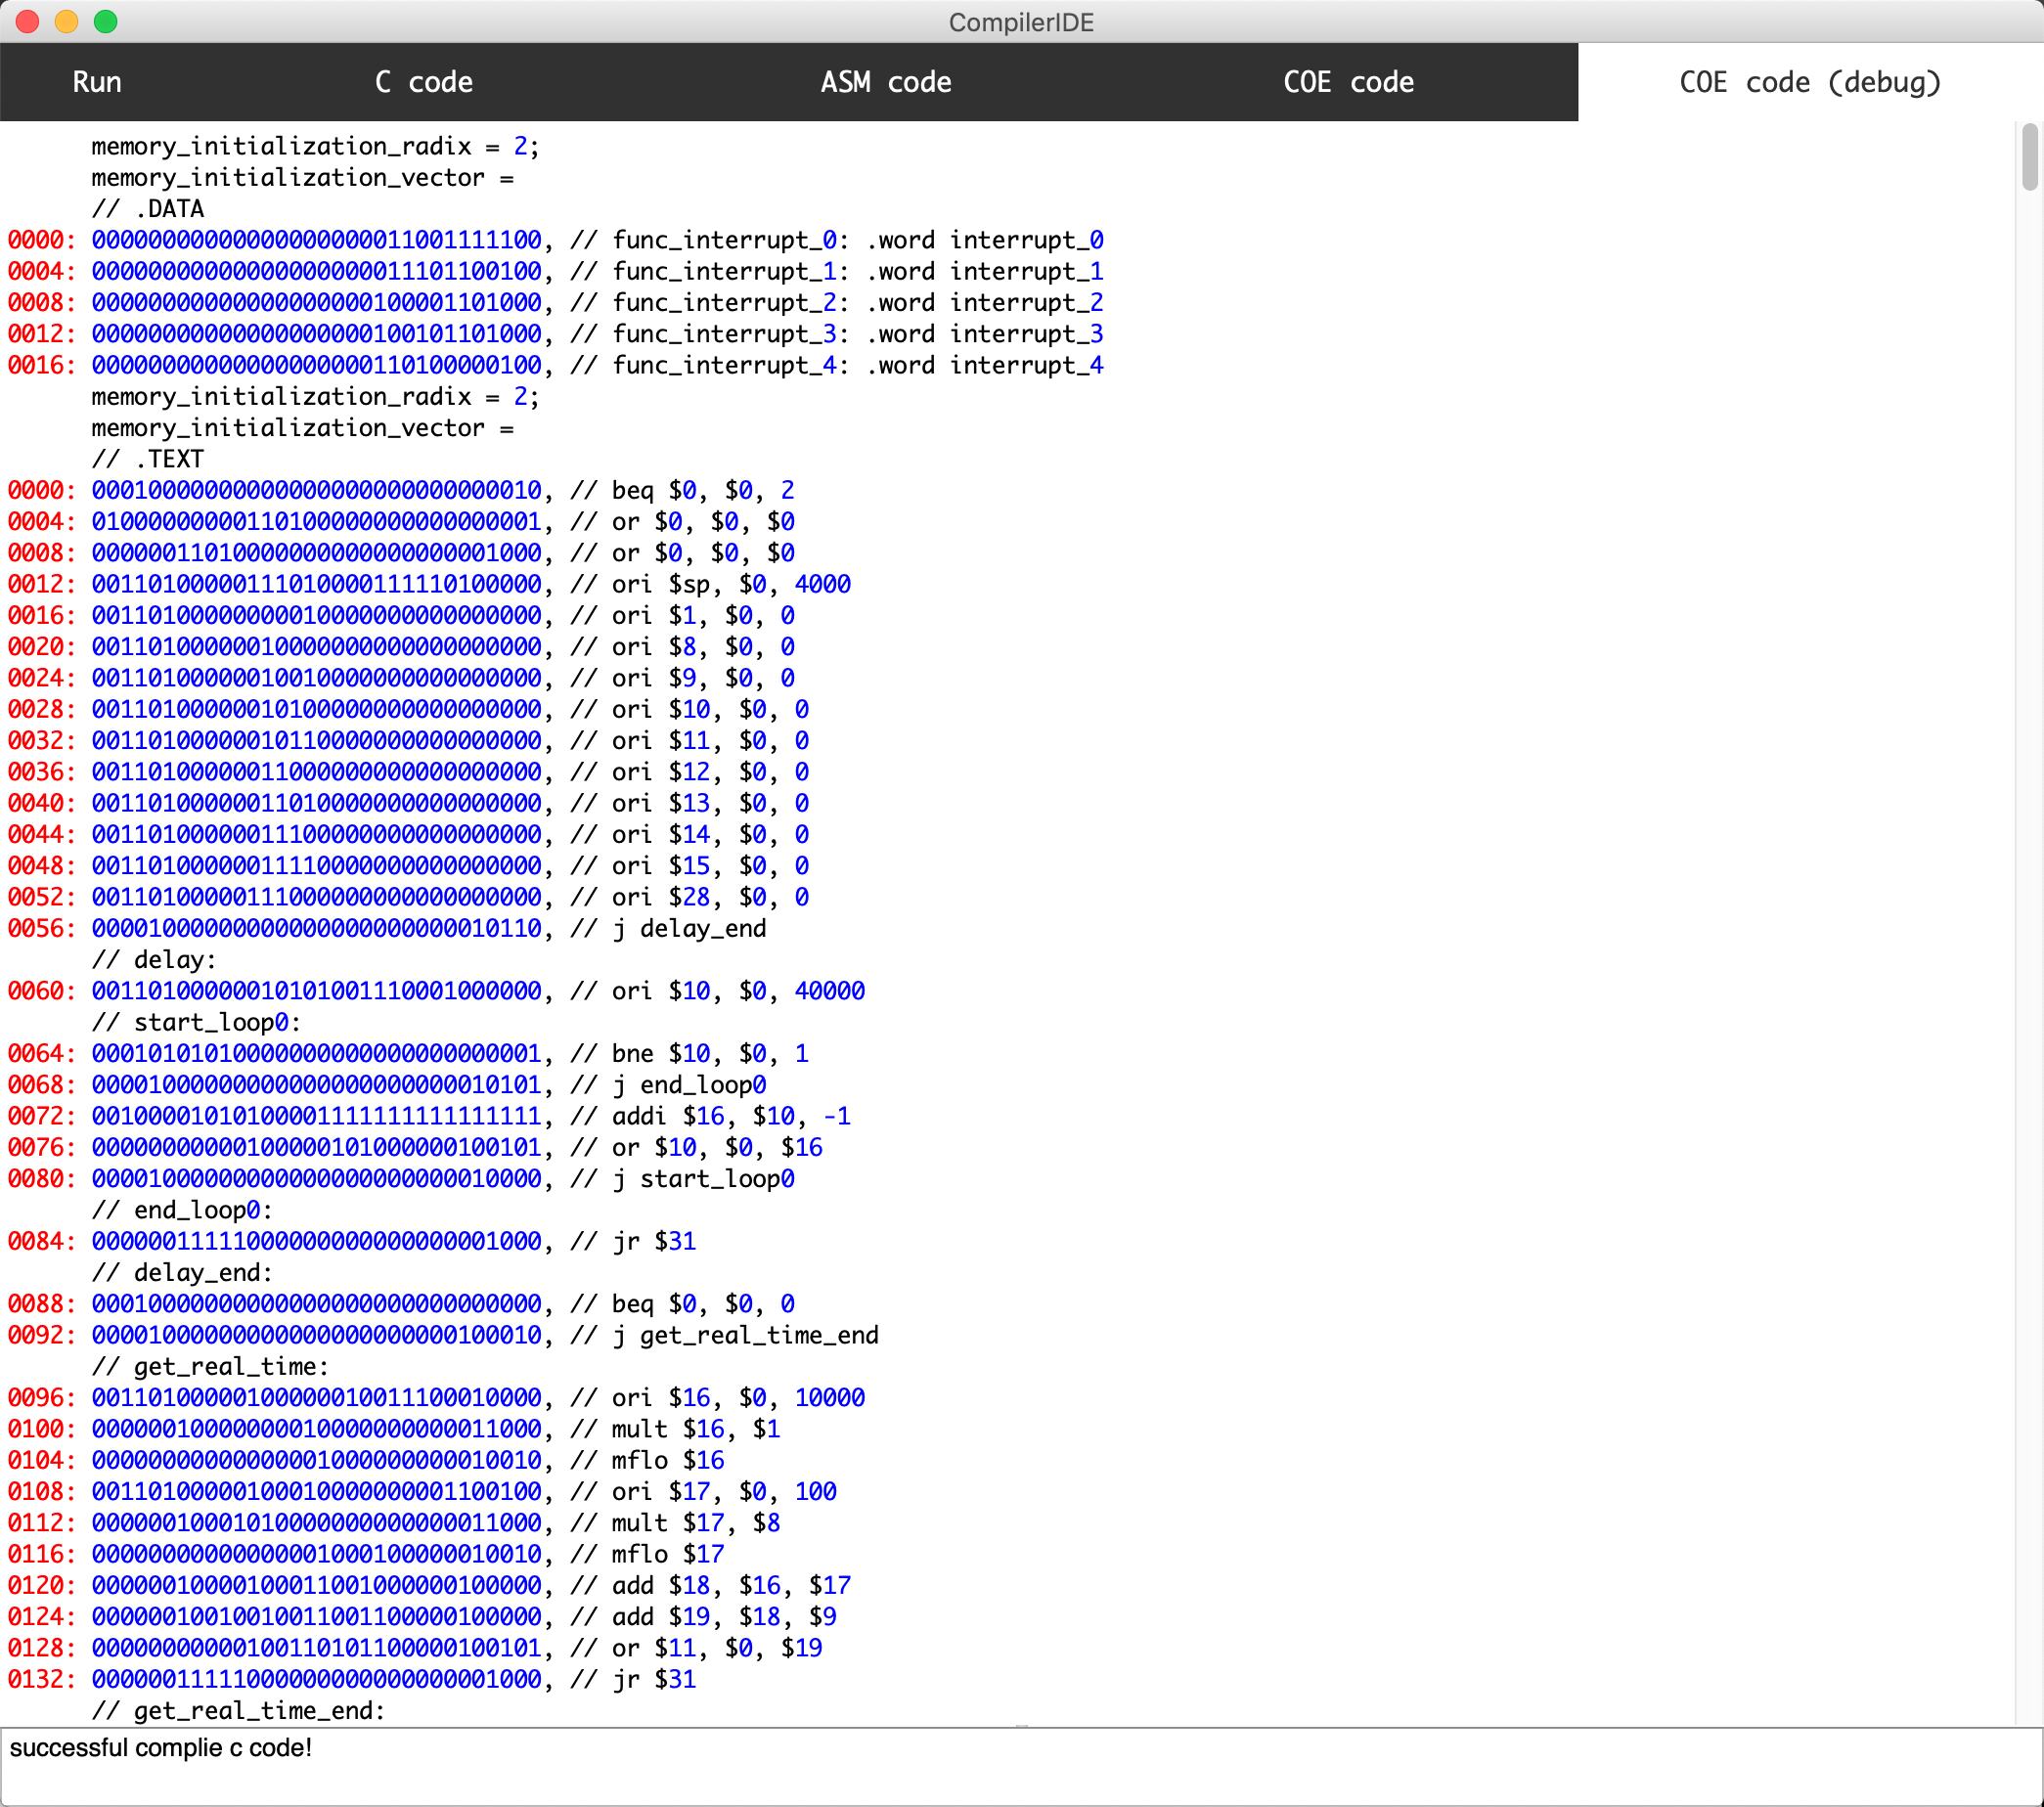 CompilerIDE
Run C code ASM code COE code COE code (debug)
memory_initialization_radix = 2;
memory_initialization_vector =
// .DATA
0000: 00000000000000000000011001111100, // func_interrupt_0: .word interrupt_0
0004: 00000000000000000000011101100100, // func_interrupt_1: .word interrupt_1
0008: 00000000000000000000100001101000, // func_interrupt_2: .word interrupt_2
0012: 00000000000000000000100101101000, // func_interrupt_3: .word interrupt_3
0016: 00000000000000000000110100000100, // func_interrupt_4: .word interrupt_4
memory_initialization_radix = 2;
memory_initialization_vector =
// .TEXT
0000: 00010000000000000000000000000010, // beq $0, $0, 2
0004: 01000000000011010000000000000001, // or $0, $0, $0
0008: 00000011010000000000000000001000, // or $0, $0, $0
0012: 00110100000111010000111110100000, // ori $sp, $0, 4000
0016: 00110100000000010000000000000000, // ori $1, $0, 0
0020: 00110100000010000000000000000000, // ori $8, $0, 0
0024: 00110100000010010000000000000000, // ori $9, $0, 0
0028: 00110100000010100000000000000000, // ori $10, $0, 0
0032: 00110100000010110000000000000000, // ori $11, $0, 0
0036: 00110100000011000000000000000000, // ori $12, $0, 0
0040: 00110100000011010000000000000000, // ori $13, $0, 0
0044: 00110100000011100000000000000000, // ori $14, $0, 0
0048: 00110100000011110000000000000000, // ori $15, $0, 0
0052: 00110100000111000000000000000000, // ori $28, $0, 0
0056: 00001000000000000000000000010110, // j delay_end
// delay:
0060: 00110100000010101001110001000000, // ori $10, $0, 40000
// start_loop0:
0064: 00010101010000000000000000000001, // bne $10, $0, 1
0068: 00001000000000000000000000010101, // j end_loop0
0072: 00100001010100001111111111111111, // addi $16, $10, -1
0076: 00000000000100000101000000100101, // or $10, $0, $16
0080: 00001000000000000000000000010000, // j start_loop0
// end_loop0:
0084: 00000011111000000000000000001000, // jr $31
// delay_end:
0088: 00010000000000000000000000000000, // beq $0, $0, 0
0092: 00001000000000000000000000100010, // j get_real_time_end
// get_real_time:
0096: 00110100000100000010011100010000, // ori $16, $0, 10000
0100: 00000010000000010000000000011000, // mult $16, $1
0104: 00000000000000001000000000010010, // mflo $16
0108: 00110100000100010000000001100100, // ori $17, $0, 100
0112: 00000010001010000000000000011000, // mult $17, $8
0116: 00000000000000001000100000010010, // mflo $17
0120: 00000010000100011001000000100000, // add $18, $16, $17
0124: 00000010010010011001100000100000, // add $19, $18, $9
0128: 00000000000100110101100000100101, // or $11, $0, $19
0132: 00000011111000000000000000001000, // jr $31
// get_real_time_end:
successful complie c code!